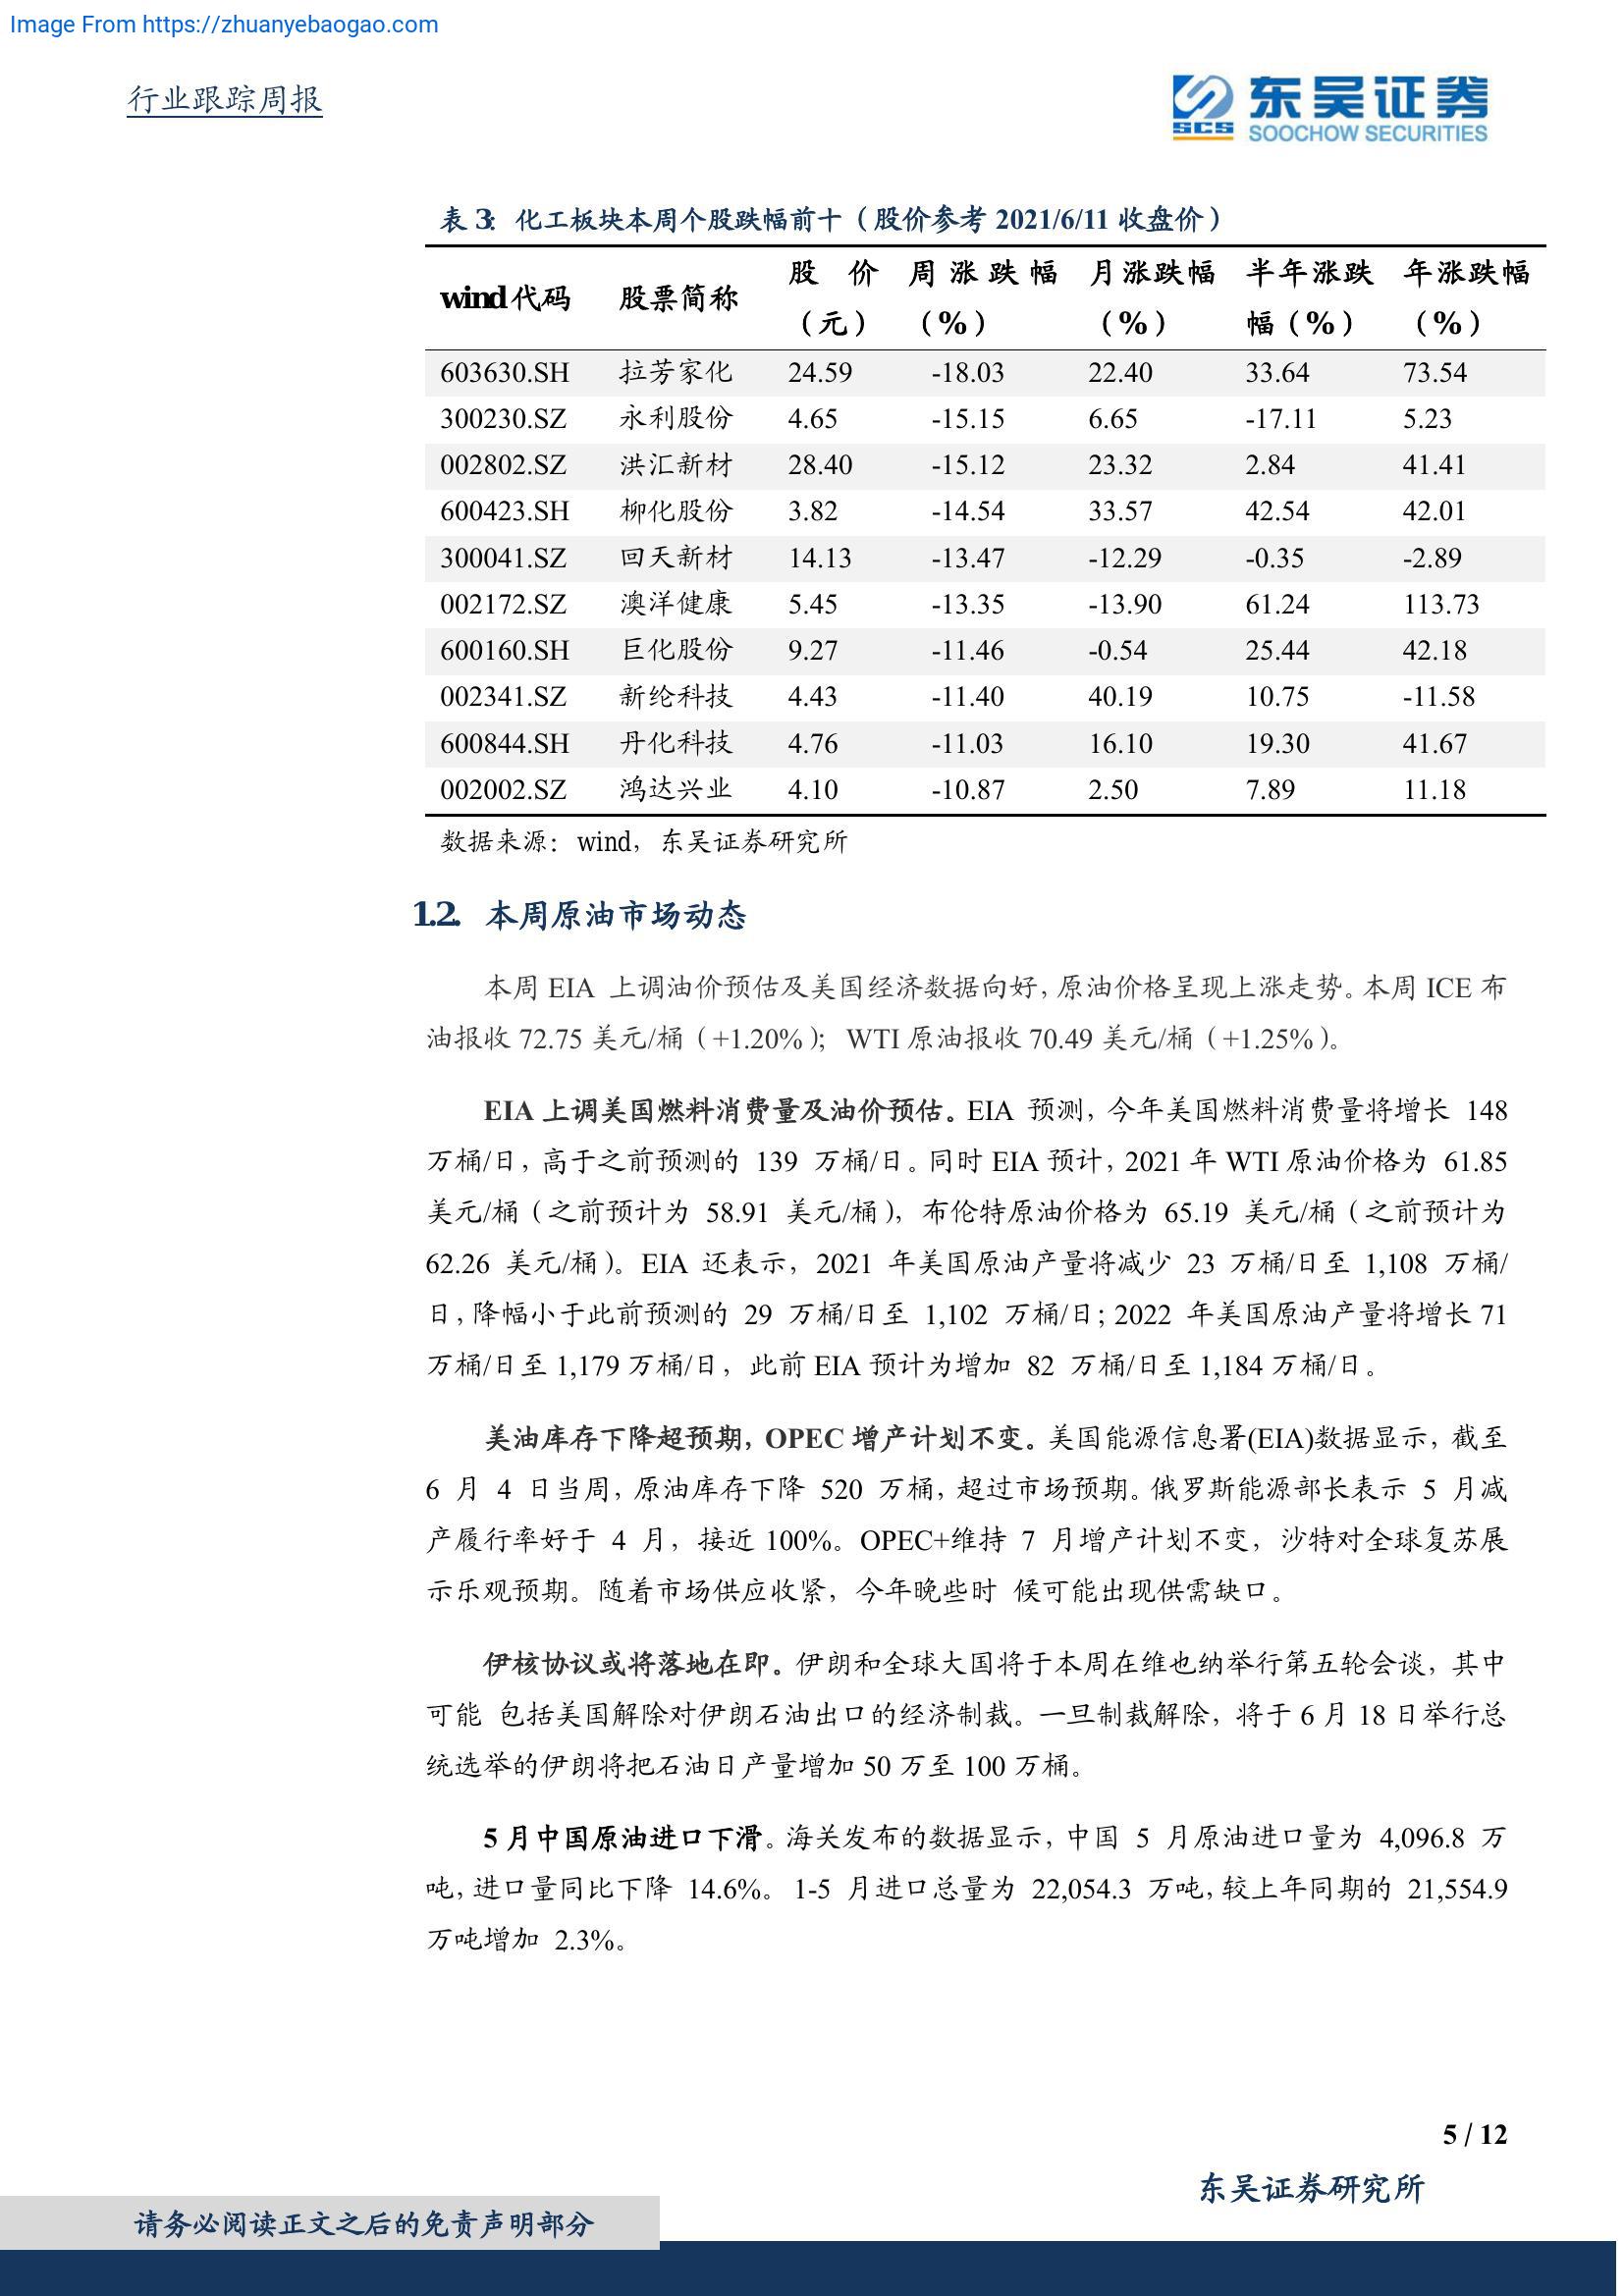 Image From https://zhuanyebaogao.com
行业跟踪周报
SCS 东吴证券
SOOCHOW SECURITIES
表 3： 化工板块本周个股跌幅前十（股价参考 2021/6/11 收盘价）
wind 代码 股票简称 股 价（元） 周涨跌幅（%） 月涨跌幅（%） 半年涨跌幅（%） 年涨跌幅（%）
603630.SH 拉芳家化 24.59 -18.03 22.40 33.64 73.54
300230.SZ 永利股份 4.65 -15.15 6.65 -17.11 5.23
002802.SZ 洪汇新材 28.40 -15.12 23.32 2.84 41.41
600423.SH 柳化股份 3.82 -14.54 33.57 42.54 42.01
300041.SZ 回天新材 14.13 -13.47 -12.29 -0.35 -2.89
002172.SZ 澳洋健康 5.45 -13.35 -13.90 61.24 113.73
600160.SH 巨化股份 9.27 -11.46 -0.54 25.44 42.18
002341.SZ 新纶科技 4.43 -11.40 40.19 10.75 -11.58
600844.SH 丹化科技 4.76 -11.03 16.10 19.30 41.67
002002.SZ 鸿达兴业 4.10 -10.87 2.50 7.89 11.18
数据来源：wind，东吴证券研究所
1.2. 本周原油市场动态
本周 EIA 上调油价预估及美国经济数据向好，原油价格呈现上涨走势。本周 ICE 布
油报收 72.75 美元/桶（+1.20%）；WTI 原油报收 70.49 美元/桶（+1.25%）。
EIA 上调美国燃料消费量及油价预估。EIA 预测，今年美国燃料消费量将增长 148
万桶/日，高于之前预测的 139 万桶/日。同时 EIA 预计，2021 年 WTI 原油价格为 61.85
美元/桶（之前预计为 58.91 美元/桶），布伦特原油价格为 65.19 美元/桶（之前预计为
62.26 美元/桶）。EIA 还表示，2021 年美国原油产量将减少 23 万桶/日至 1,108 万桶/
日，降幅小于此前预测的 29 万桶/日至 1,102 万桶/日；2022 年美国原油产量将增长 71
万桶/日至 1,179 万桶/日，此前 EIA 预计为增加 82 万桶/日至 1,184 万桶/日。
美油库存下降超预期，OPEC 增产计划不变。美国能源信息署(EIA)数据显示，截至
6 月 4 日当周，原油库存下降 520 万桶，超过市场预期。俄罗斯能源部长表示 5 月减
产履行率好于 4 月，接近 100%。OPEC+维持 7 月增产计划不变，沙特对全球复苏展
示乐观预期。随着市场供应收紧，今年晚些时 候可能出现供需缺口。
伊核协议或将落地在即。伊朗和全球大国将于本周在维也纳举行第五轮会谈，其中
可能 包括美国解除对伊朗石油出口的经济制裁。一旦制裁解除，将于 6 月 18 日举行总
统选举的伊朗将把石油日产量增加 50 万至 100 万桶。
5 月中国原油进口下滑。海关发布的数据显示，中国 5 月原油进口量为 4,096.8 万
吨，进口量同比下降 14.6%。1-5 月进口总量为 22,054.3 万吨，较上年同期的 21,554.9
万吨增加 2.3%。
5 / 12
东吴证券研究所
请务必阅读正文之后的免责声明部分